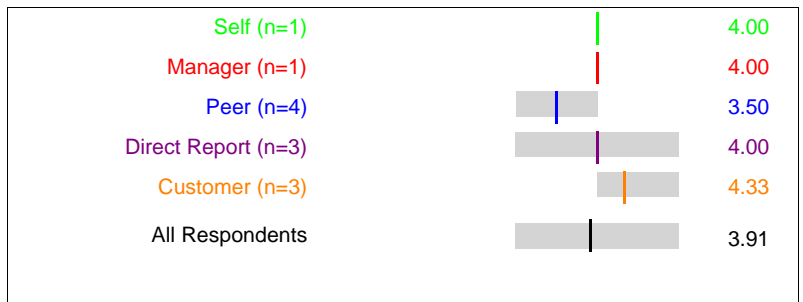 Self (n=1) 4.00
Manager (n=1) 4.00
Peer (n=4) 3.50
Direct Report (n=3) 4.00
Customer (n=3) 4.33
All Respondents 3.91